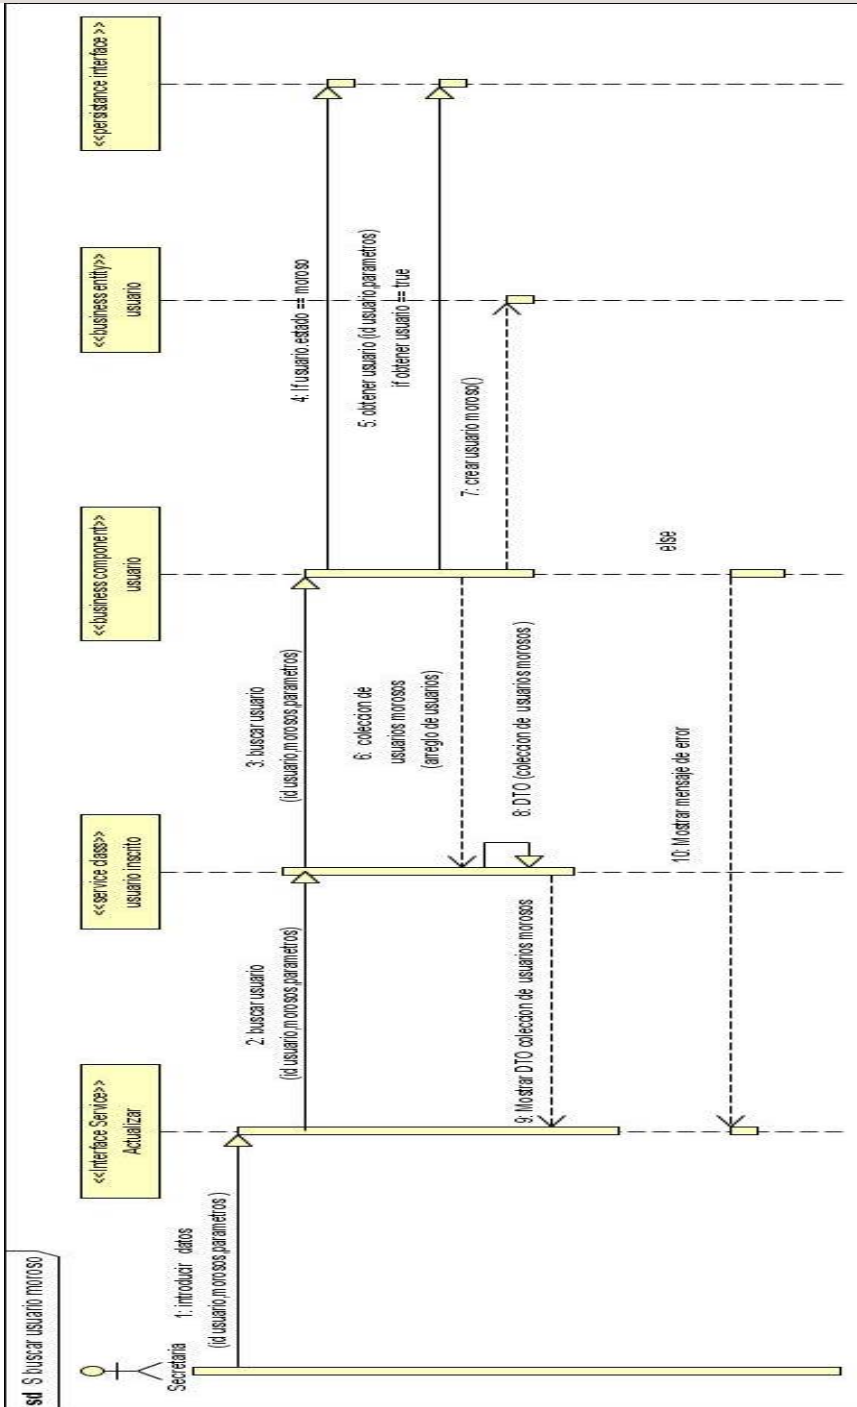 sd S buscar usuario moroso
Secretaria
<<Interface Service>>
Actualizar
<<service class>>
usuario inscrito
<<business component>>
usuario
<<business entity>>
usuario
<<persistance interface >>
1: introducir datos
(id usuario,morosos,parametros )
2: buscar usuario
(id usuario,morosos,parametros)
3: buscar usuario
(id usuario,morosos,parametros)
4: If usuario.estado == moroso
5: obtener usuario (id usuario,parametros)
if obtener usuario == true
6: coleccion de
usuarios morosos
(arreglo de usuarios)
7: crear usuario moroso()
8: DTO (coleccion de usuarios morosos )
9: Mostrar DTO coleccion de usuarios morosos
else
10: Mostrar mensaje de error